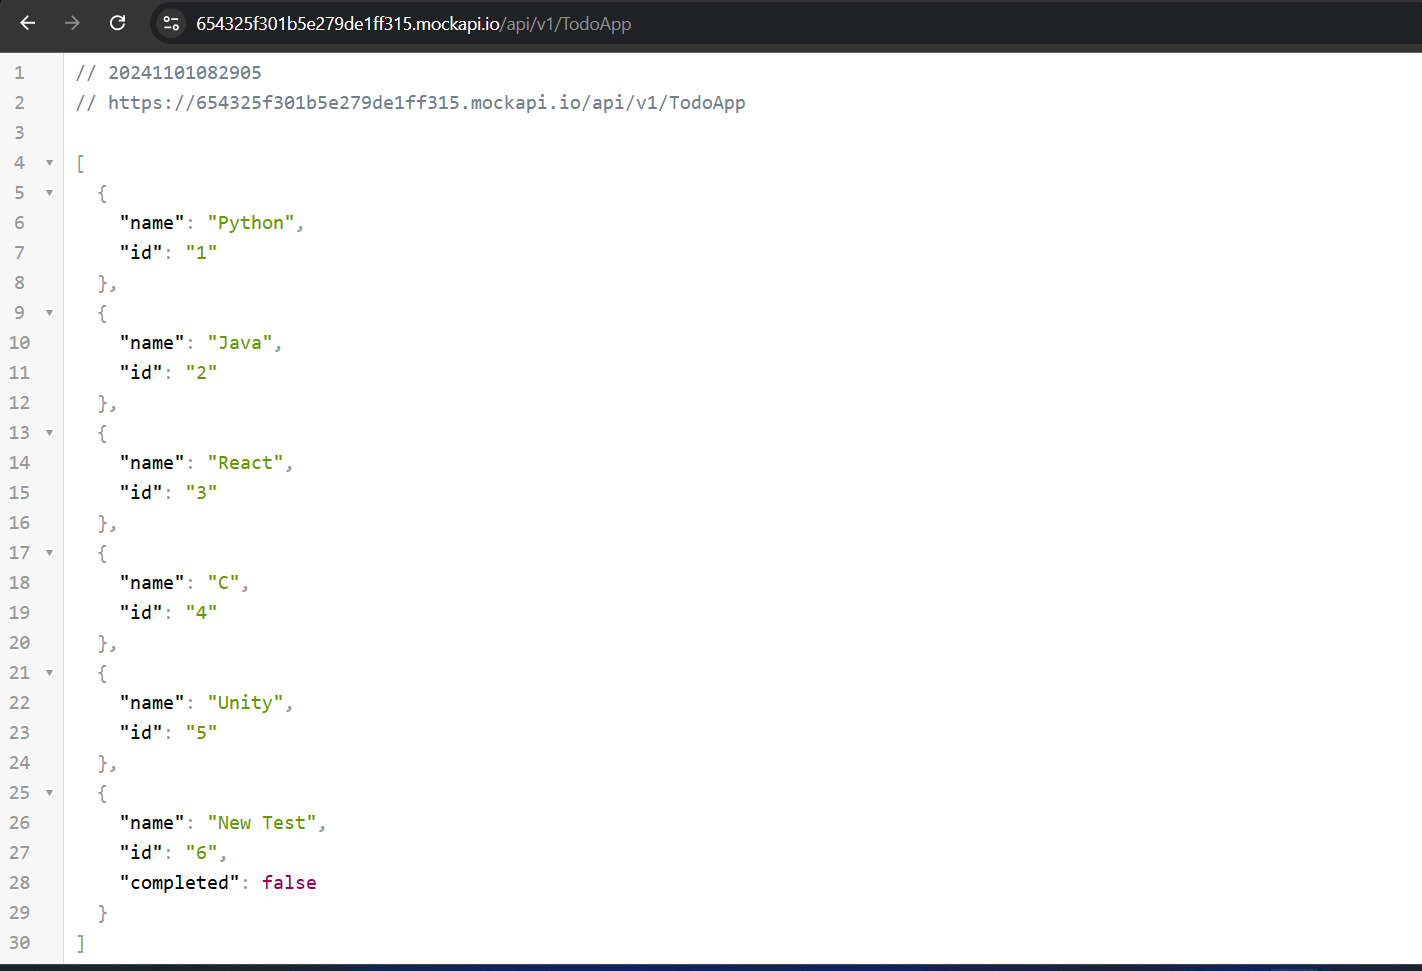 654325f301b5e279de1ff315.mockapi.io/api/v1/TodoApp
1 // 20241101082905
2 // https://654325f301b5e279de1ff315.mockapi.io/api/v1/TodoApp
3
4 [
5 {
6 "name": "Python",
7 "id": "1"
8 },
9 {
10 "name": "Java",
11 "id": "2"
12 },
13 {
14 "name": "React",
15 "id": "3"
16 },
17 {
18 "name": "C",
19 "id": "4"
20 },
21 {
22 "name": "Unity",
23 "id": "5"
24 },
25 {
26 "name": "New Test",
27 "id": "6",
28 "completed": false
29 }
30 ]